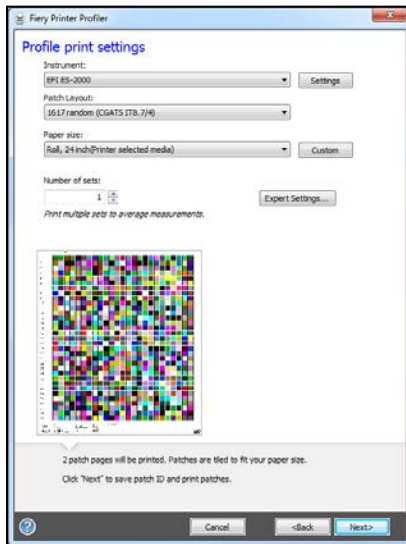 Fiery Printer Profiler
Profile print settings
Instrument:
EFI ES-2000
Settings
Patch Layout:
1617 random (CGATS IT8.7/4)
Paper size:
Roll, 24 inch(Printer selected media)
Custom
Number of sets:
1
Expert Settings...
Print multiple sets to average measurements.
2 patch pages will be printed. Patches are tiled to fit your paper size.
Click "Next" to save patch ID and print patches.
Cancel
<Back
Next>